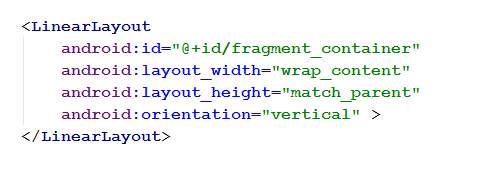 <LinearLayout
    android:id="@+id/fragment_container"
    android:layout_width="wrap_content"
    android:layout_height="match_parent"
    android:orientation="vertical" >
</LinearLayout>